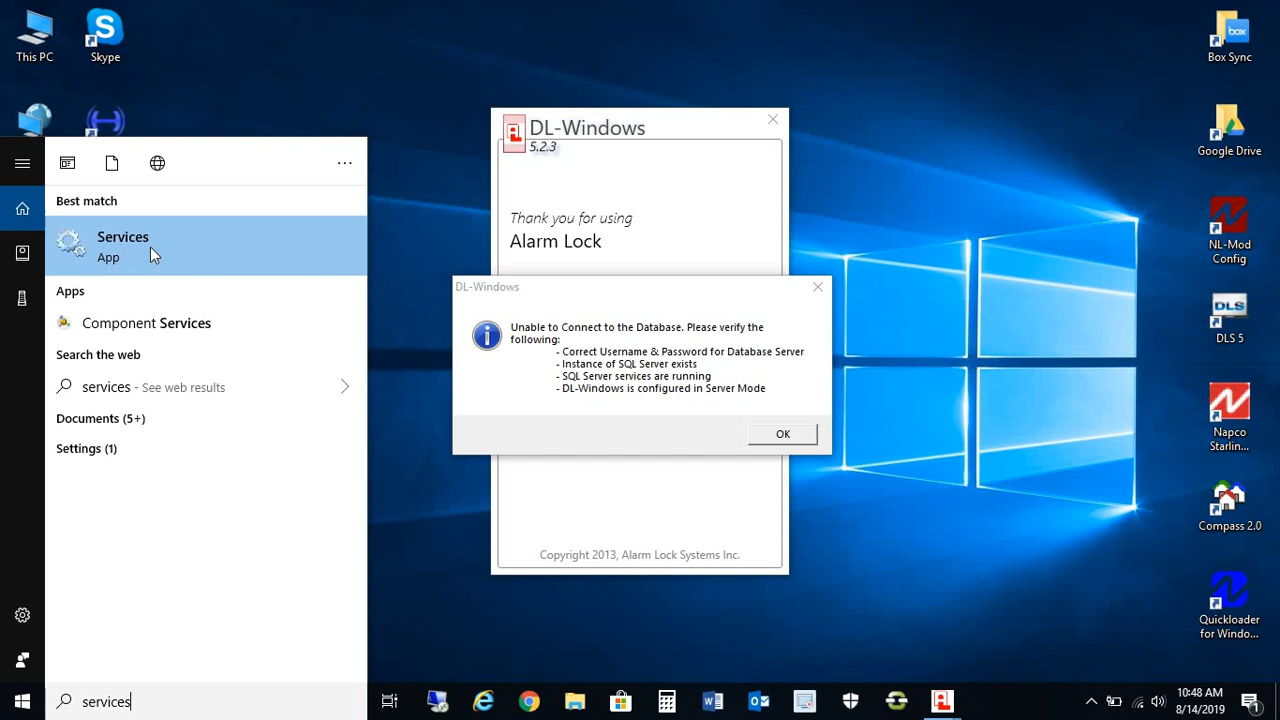 This PC
Skype
Best match
Services
App
Apps
Component Services
Search the web
services - See web results
Documents (5+)
Settings (1)
services
DL-Windows
5.2.3
Thank you for using
Alarm Lock
DL-Windows
Unable to Connect to the Database. Please verify the
following:
- Correct Username & Password for Database Server
- Instance of SQL Server exists
- SQL Server services are running
- DL-Windows is configured in Server Mode
OK
Copyright 2013, Alarm Lock Systems Inc.
box
Box Sync
Google Drive
NL-Mod
Config
DLS
DLS 5
Napco
Starlin...
Compass 2.0
Quickloader
for Windo...
10:48 AM
8/14/2019
1